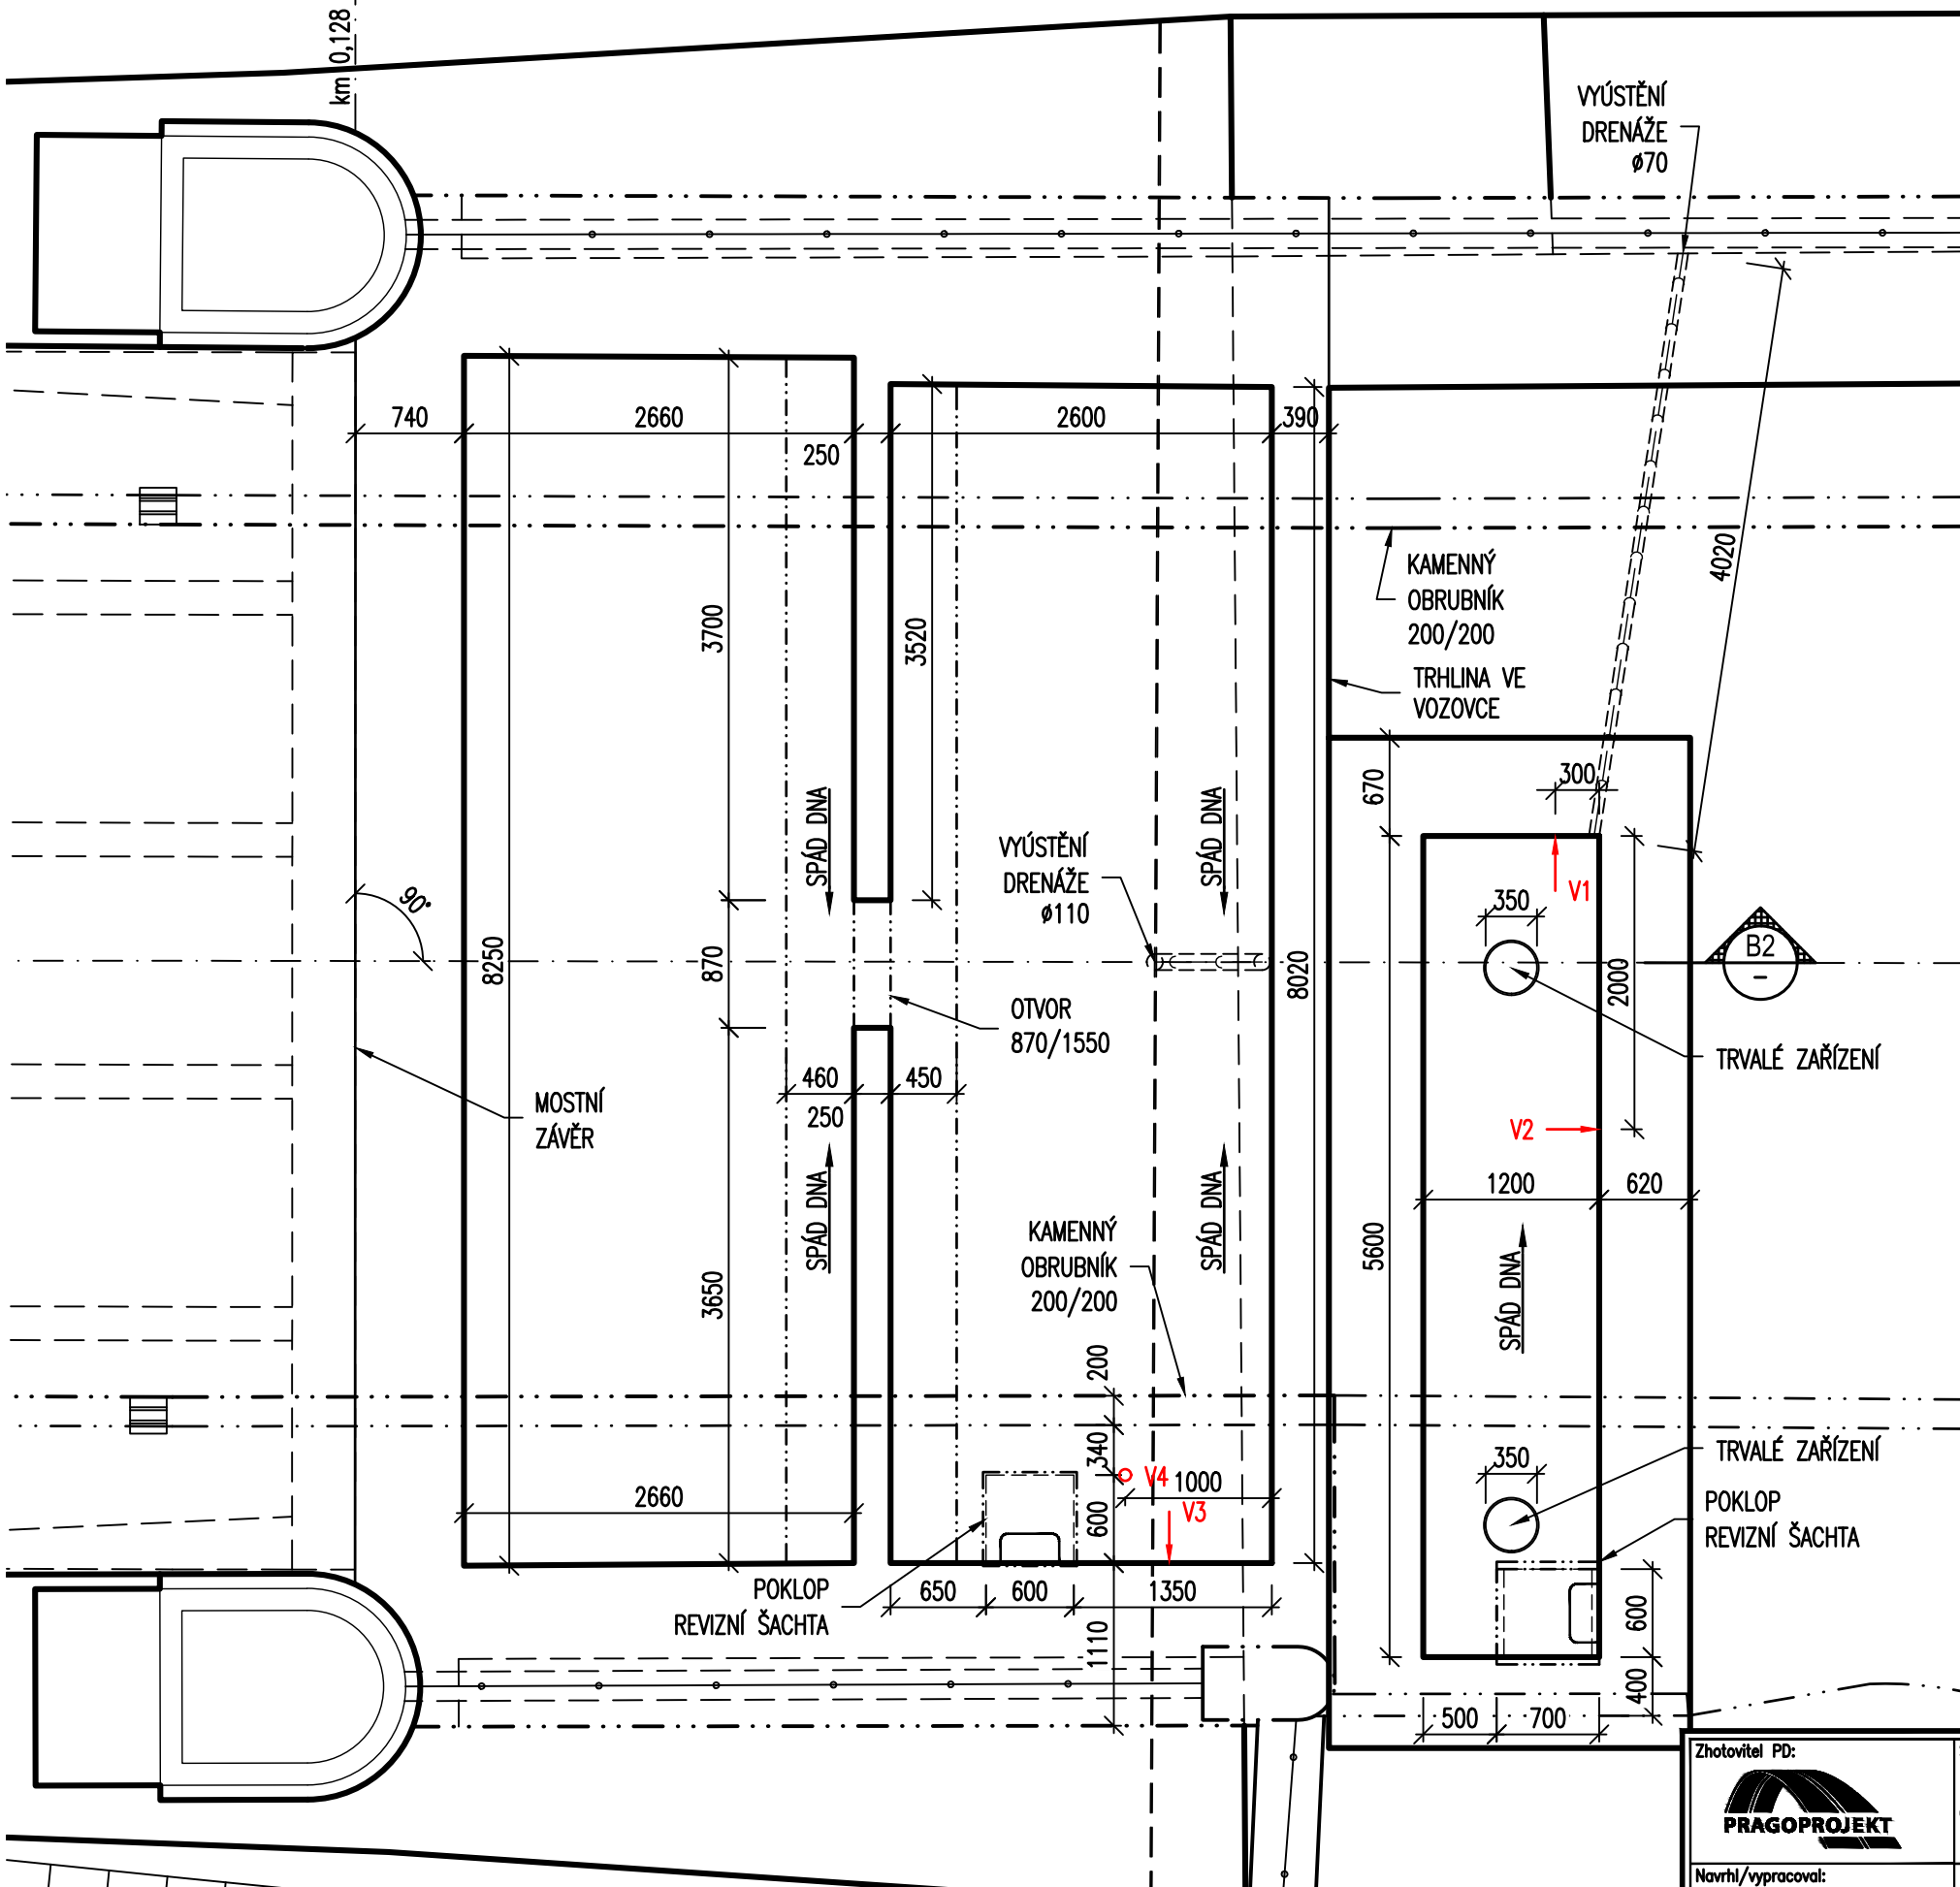 km 0,128
VYÚSTĚNÍ
DRENÁŽE
ø70
740
2660
250
2600
390
3700
3520
4020
KAMENNÝ
OBRUBNÍK
200/200
TRHLINA VE
VOZOVCE
670
300
SPÁD DNA
SPÁD DNA
VYÚSTĚNÍ
DRENÁŽE
ø110
V1
350
90°
8250
870
8020
2000
B2
-
OTVOR
870/1550
TRVALÉ ZAŘÍZENÍ
460
450
250
MOSTNÍ
ZÁVĚR
V2
1200
620
SPÁD DNA
SPÁD DNA
KAMENNÝ
OBRUBNÍK
200/200
5600
SPÁD DNA
3650
200
340
V4
1000
V3
600
350
TRVALÉ ZAŘÍZENÍ
POKLOP
REVIZNÍ ŠACHTA
2660
POKLOP
REVIZNÍ ŠACHTA
650
600
1350
1110
600
400
500
700
Zhotovitel PD:
PRAGOPROJEKT
Navrhl/vypracoval: